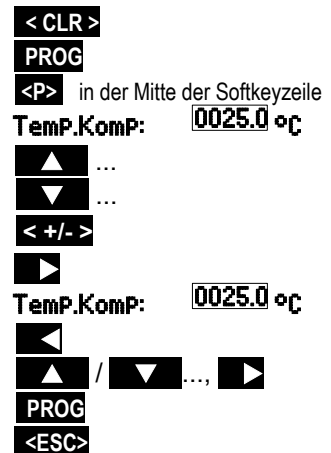 < CLR >
PROG
<P> in der Mitte der Softkeyzeile
Temp.Komp: 0025.0 °C
▲ ...
▼ ...
< +/- >
▶
Temp.Komp: 0025.0 °C
◀
▲ / ▼ ..., ▶
PROG
<ESC>